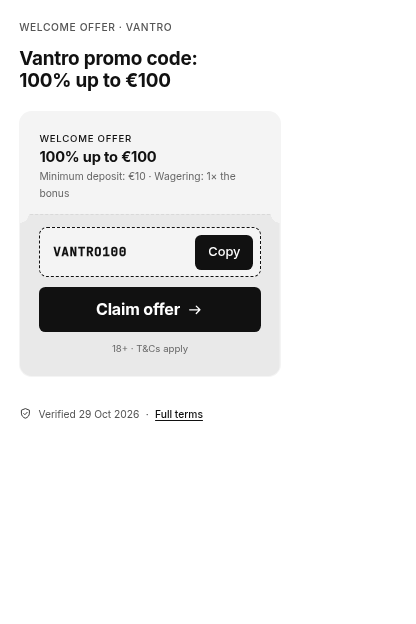 WELCOME OFFER · VANTRO
Vantro promo code:
100% up to €100
WELCOME OFFER
100% up to €100
Minimum deposit: €10 · Wagering: 1× the
bonus
VANTRO100
Copy
Claim offer →
18+ · T&Cs apply
Verified 29 Oct 2026 · Full terms